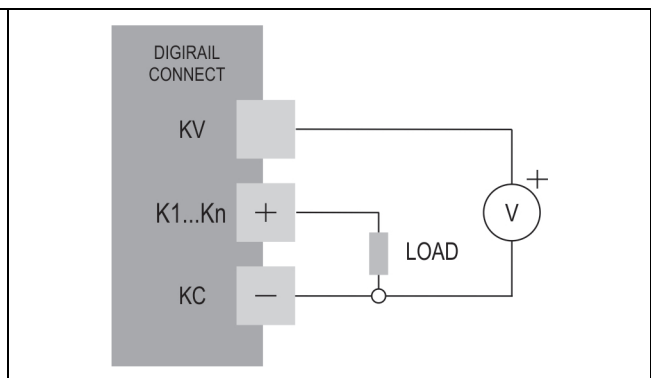 DIGIRAIL
CONNECT
KV
+
K1...Kn
+
V
LOAD
KC
−